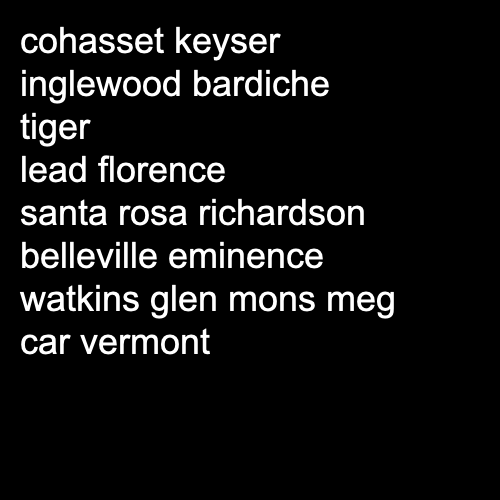 cohasset keyser
inglewood bardiche
tiger
lead florence
santa rosa richardson
belleville eminence
watkins glen mons meg
car vermont